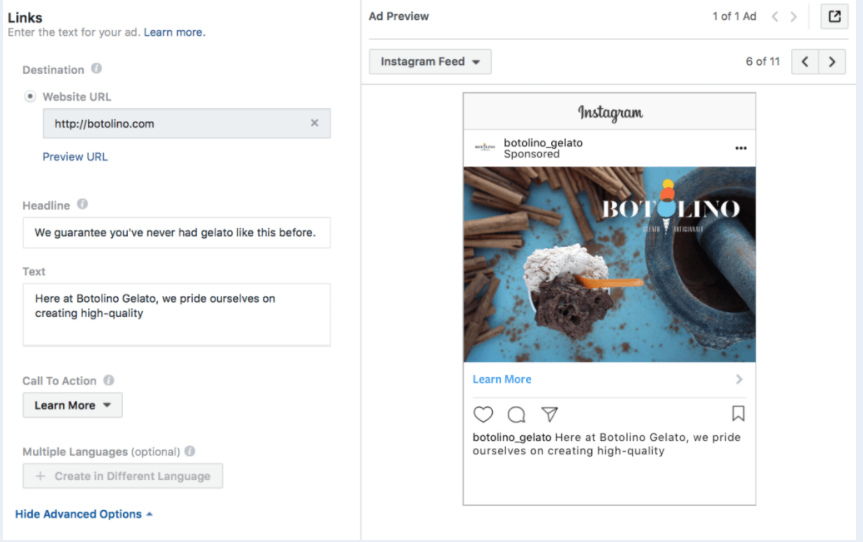 Links
Enter the text for your ad. Learn more.
Destination
Website URL
http://botolino.com
Preview URL
Headline
We guarantee you've never had gelato like this before.
Text
Here at Botolino Gelato, we pride ourselves on
creating high-quality
Call To Action
Learn More
Multiple Languages (optional)
+ Create in Different Language
Hide Advanced Options
Ad Preview
1 of 1 Ad
Instagram Feed
6 of 11
Instagram
botolino_gelato
Sponsored
BOTOLINO
GELATO ARTIGIANALE
Learn More
botolino_gelato Here at Botolino Gelato, we pride
ourselves on creating high-quality